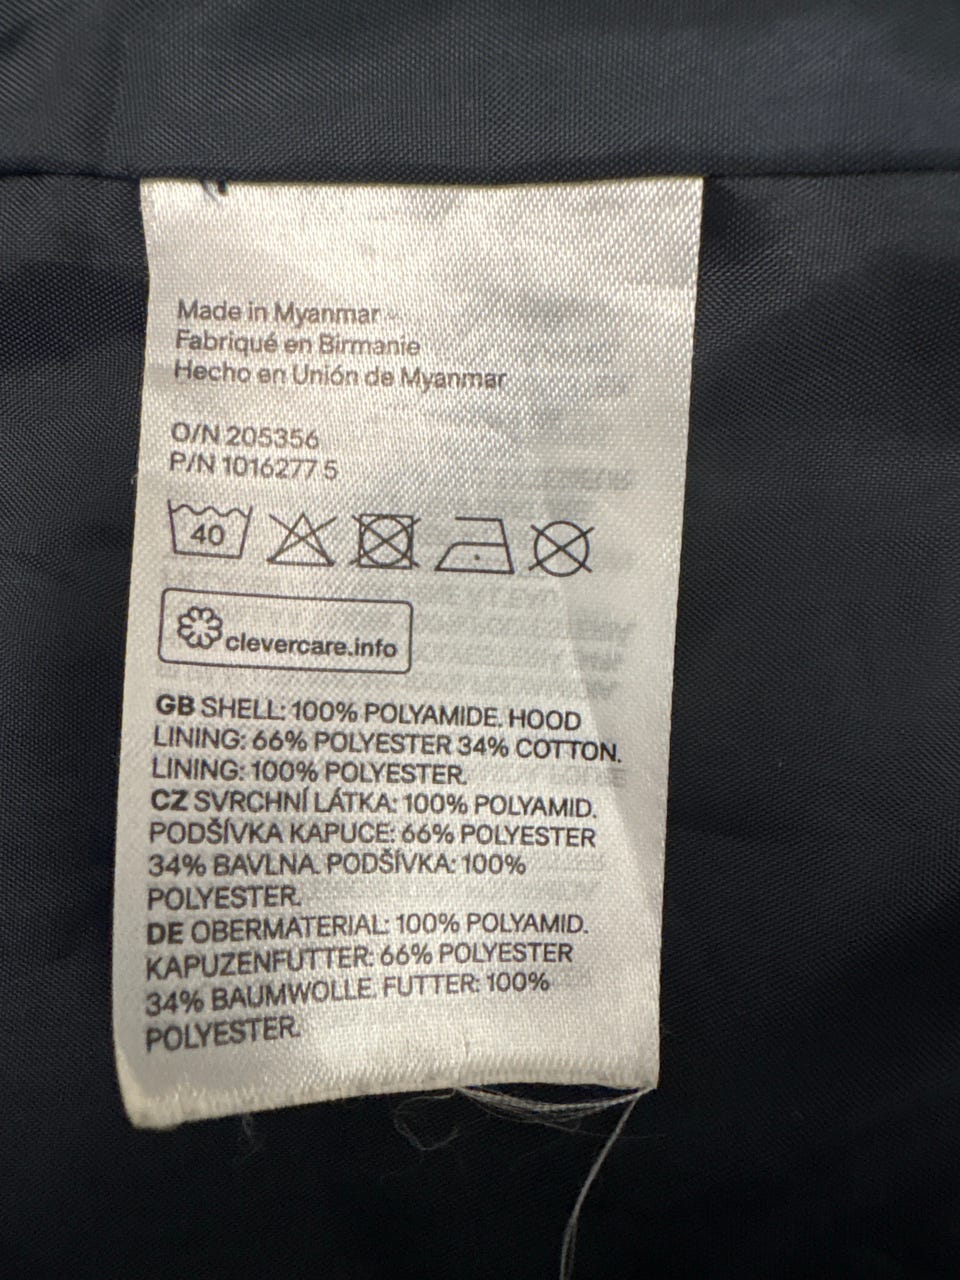 Made in Myanmar
Fabriqué en Birmanie
Hecho en Unión de Myanmar
O/N 205356
P/N 1016277 5
40
clevercare.info
GB SHELL: 100% POLYAMIDE. HOOD
LINING: 66% POLYESTER 34% COTTON.
LINING: 100% POLYESTER.
CZ SVRCHNÍ LÁTKA: 100% POLYAMID.
PODŠÍVKA KAPUCE: 66% POLYESTER
34% BAVLNA. PODŠÍVKA: 100%
POLYESTER.
DE OBERMATERIAL: 100% POLYAMID.
KAPUZENFUTTER: 66% POLYESTER
34% BAUMWOLLE. FUTTER: 100%
POLYESTER.